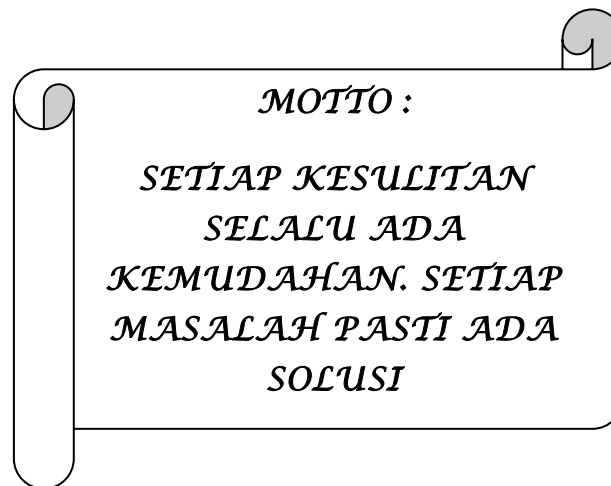 MOTTO :
SETIAP KESULITAN
SELALU ADA
KEMUDAHAN. SETIAP
MASALAH PASTI ADA
SOLUSI